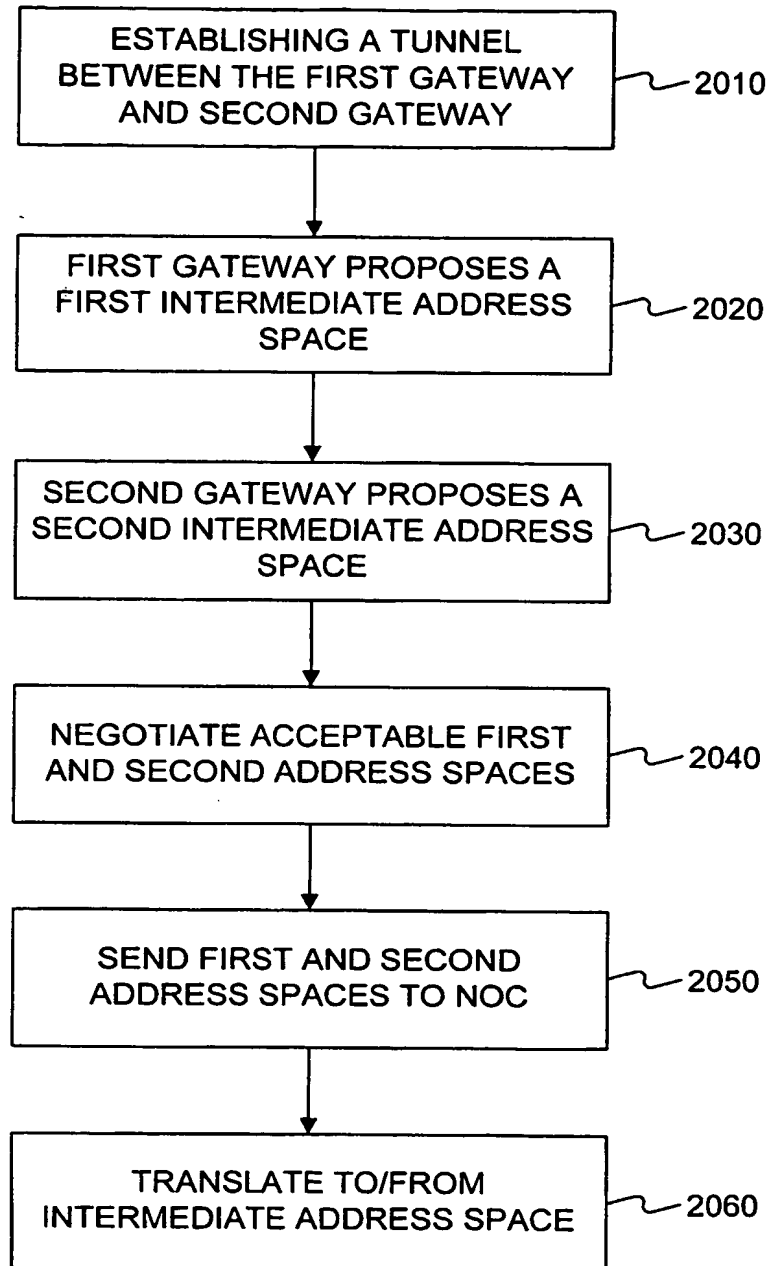 ESTABLISHING A TUNNEL
BETWEEN THE FIRST GATEWAY
AND SECOND GATEWAY
2010
FIRST GATEWAY PROPOSES A
FIRST INTERMEDIATE ADDRESS
SPACE
2020
SECOND GATEWAY PROPOSES A
SECOND INTERMEDIATE ADDRESS
SPACE
2030
NEGOTIATE ACCEPTABLE FIRST
AND SECOND ADDRESS SPACES
2040
SEND FIRST AND SECOND
ADDRESS SPACES TO NOC
2050
TRANSLATE TO/FROM
INTERMEDIATE ADDRESS SPACE
2060